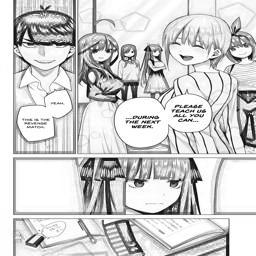 PLEASE
TEACH US
ALL YOU
CAN...
...DURING
THE NEXT
WEEK.
YEAH.
THIS IS THE
REVENGE
MATCH.